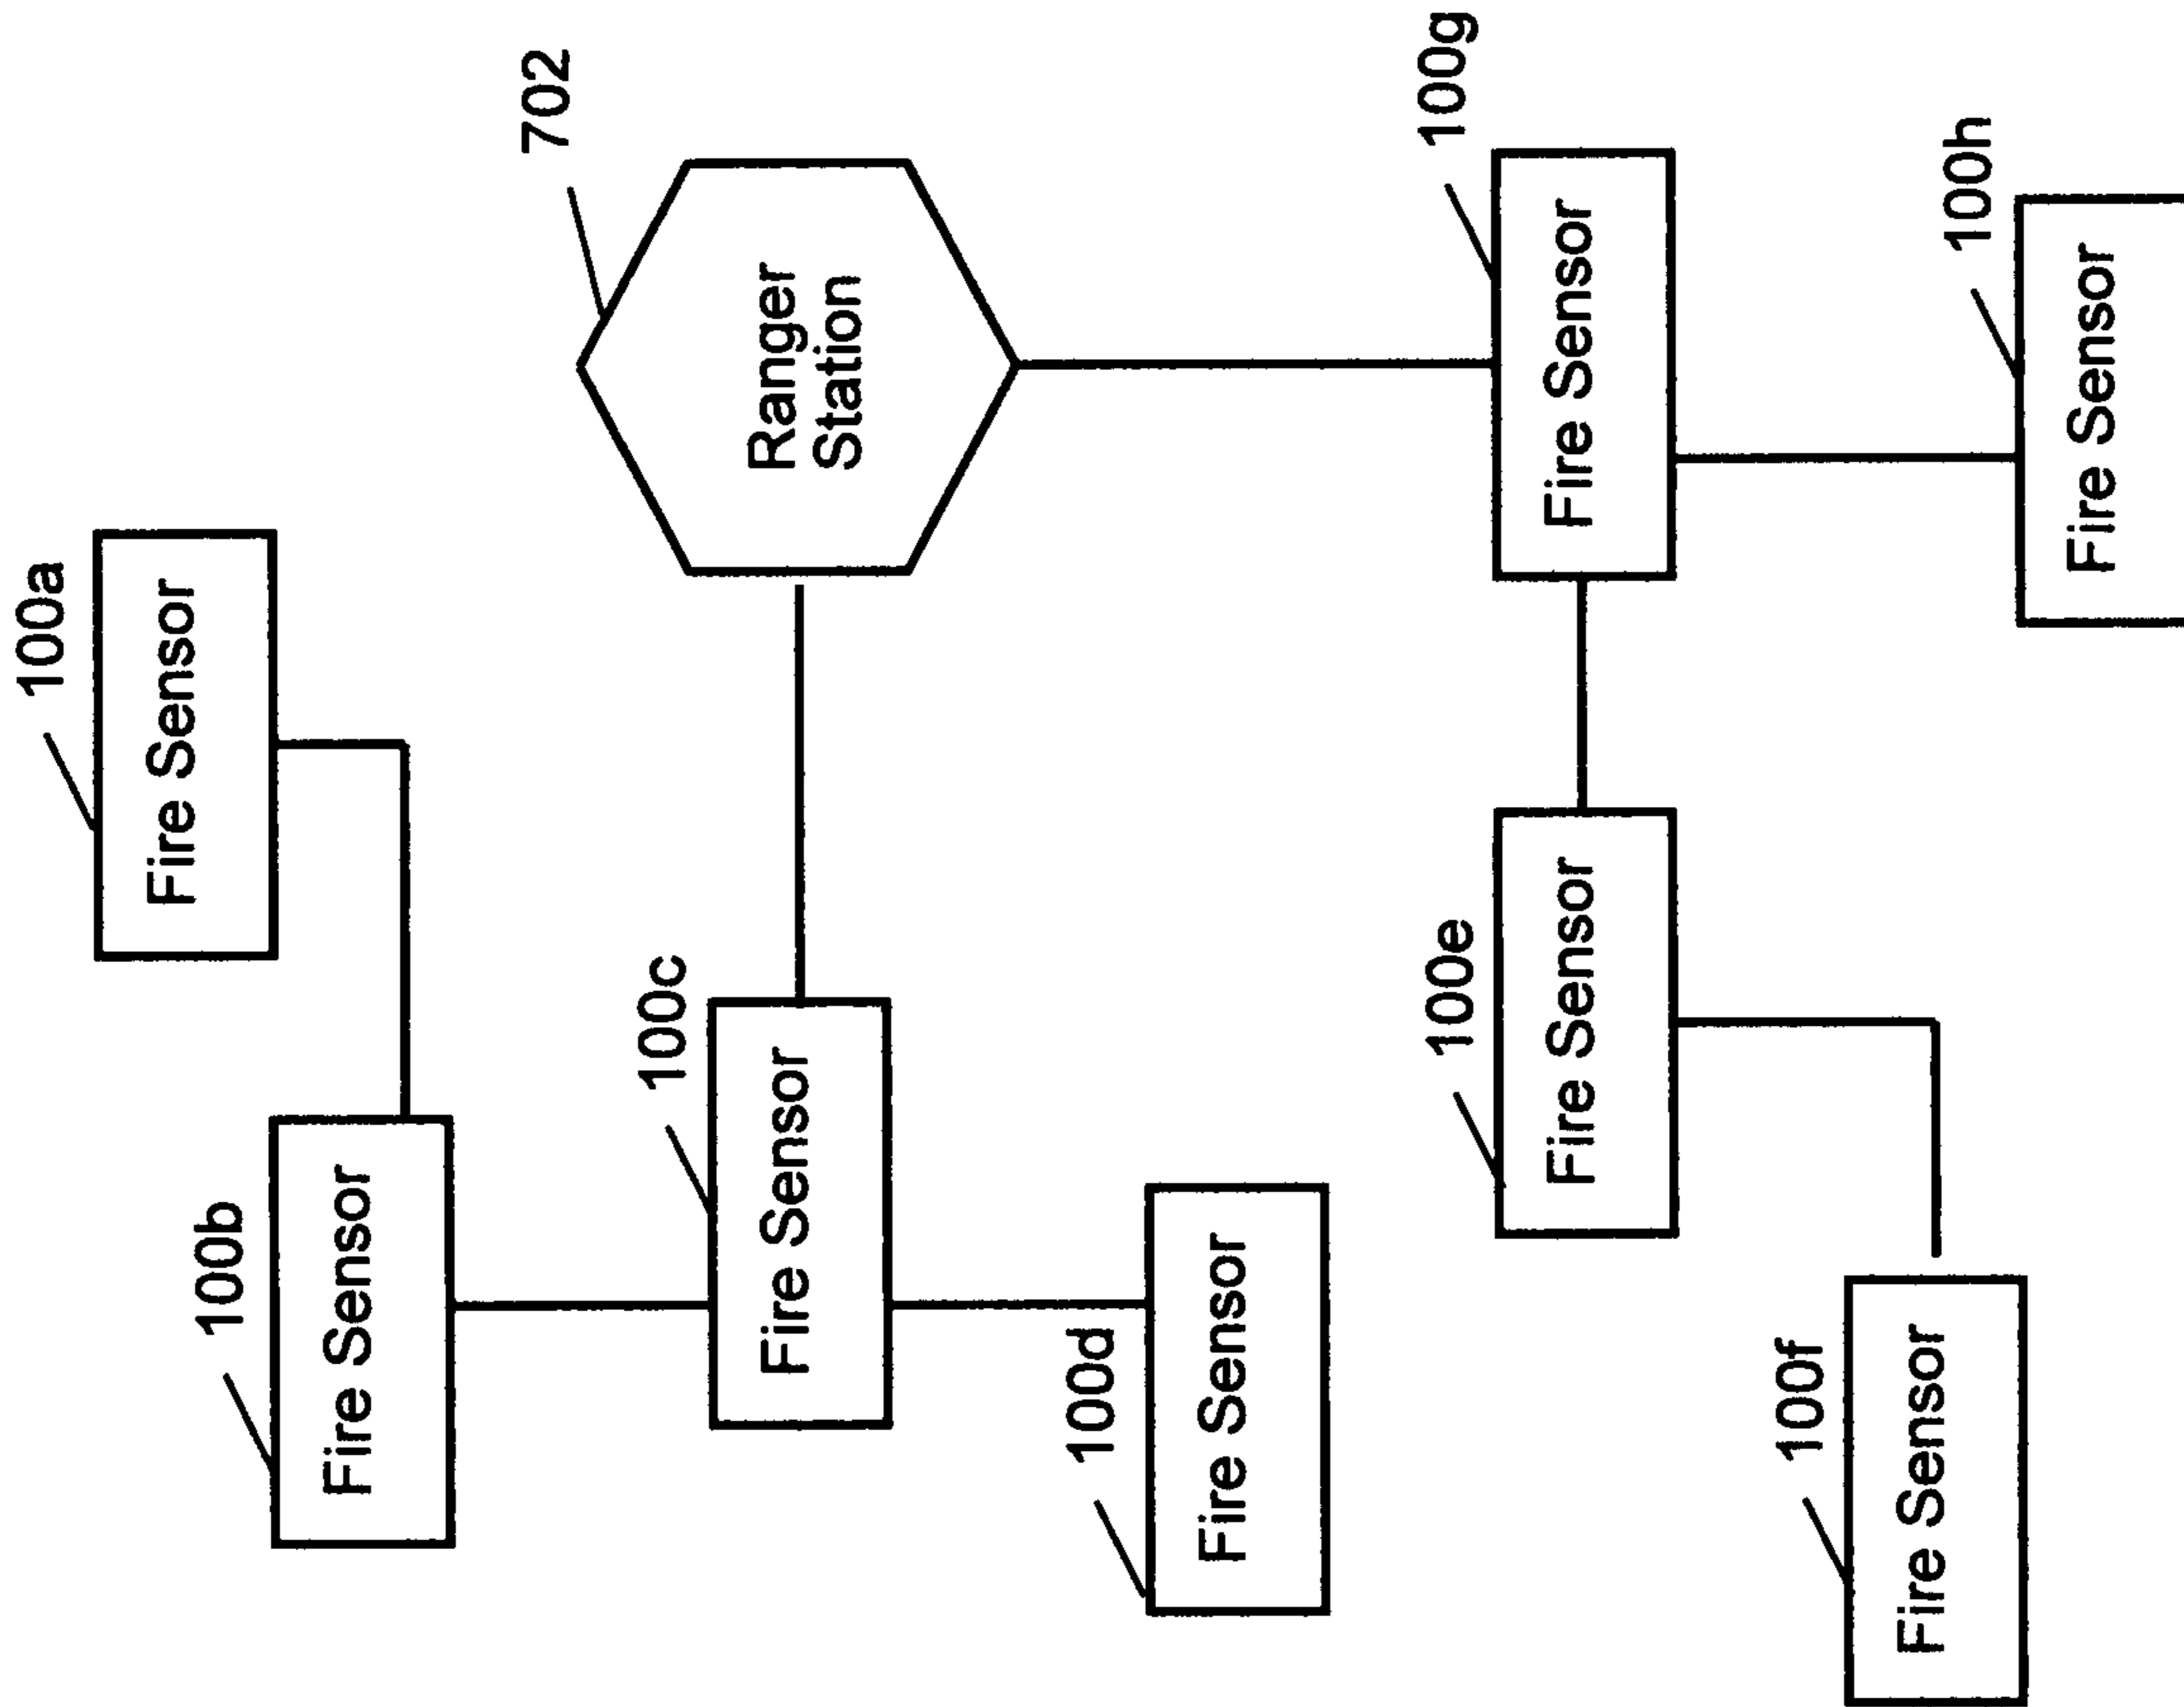 100a
Fire Sensor
100b
Fire Sensor
702
Ranger
Station
100c
Fire Sensor
100d
Fire Sensor
100g
Fire Sensor
100e
Fire Sensor
100h
Fire Sensor
100f
Fire Sensor